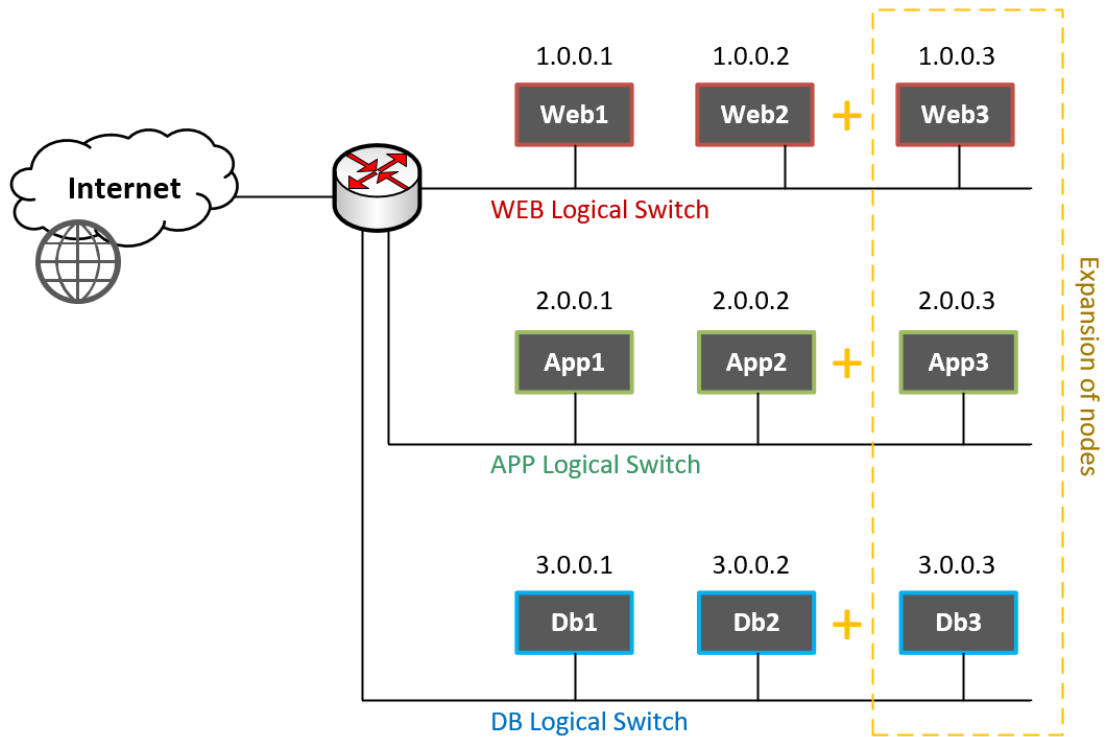 1.0.0.1
1.0.0.2
1.0.0.3
Web1
Web2
+
Web3
Internet
WEB Logical Switch
2.0.0.1
2.0.0.2
2.0.0.3
App1
App2
+
App3
APP Logical Switch
3.0.0.1
3.0.0.2
3.0.0.3
Db1
Db2
+
Db3
DB Logical Switch
Expansion of nodes